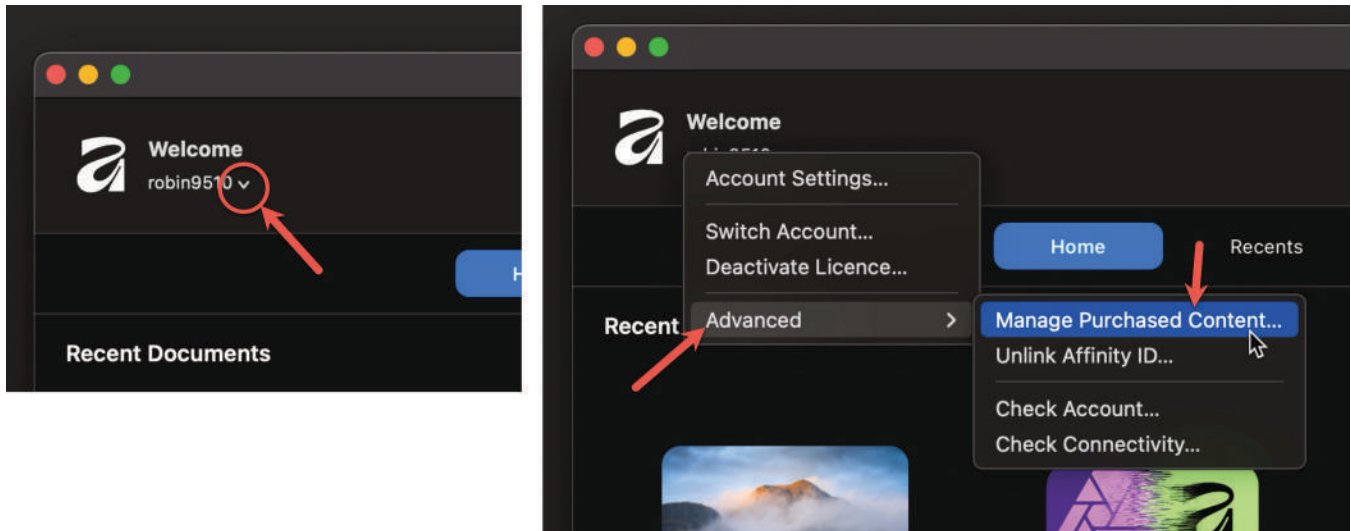 Welcome
robin9510
Recent Documents
Welcome
Account Settings...
Switch Account...
Deactivate Licence...
Advanced
Home
Recents
Recent
Manage Purchased Content...
Unlink Affinity ID...
Check Account...
Check Connectivity...